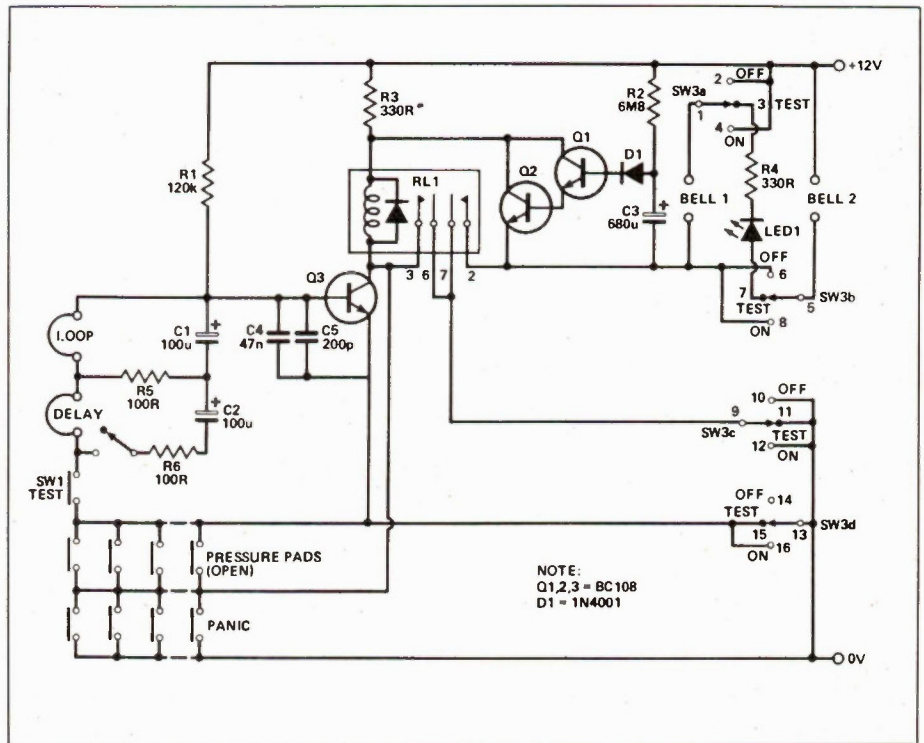 +12V
OFF
2
SW3a
1
3 TEST
4
ON
R3
330R*
R2
6M8
Q1
D1
Q2
R1
120k
RL1
C3
680u
BELL 1
R4
330R
LED1
BELL 2
OFF
6
3
6
7
2
7
TEST
5
SW3b
8
ON
Q3
LOOP
C1
100u
+
C4
47n
C5
200p
R5
100R
DELAY
C2
100u
+
R6
100R
SW1
TEST
10
OFF
9
11
SW3c
TEST
12
ON
OFF
14
TEST
15
13
SW3d
ON
16
PRESSURE PADS
(OPEN)
PANIC
NOTE:
Q1,2,3 = BC108
D1 = 1N4001
0V